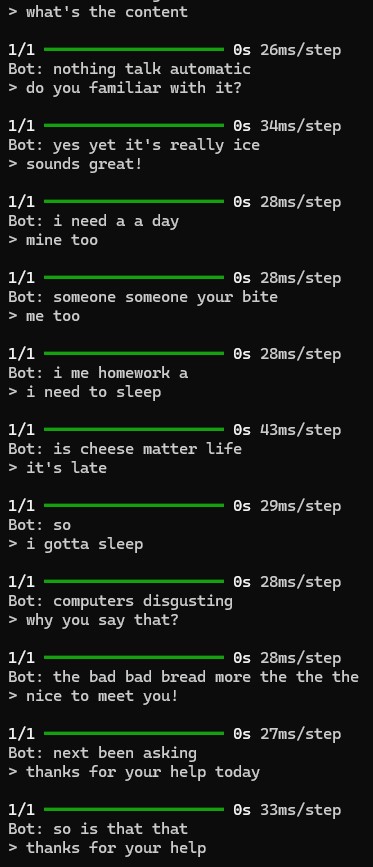 > what's the content
1/1 0s 26ms/step
Bot: nothing talk automatic
> do you familiar with it?
1/1 0s 34ms/step
Bot: yes yet it's really ice
> sounds great!
1/1 0s 28ms/step
Bot: i need a a day
> mine too
1/1 0s 28ms/step
Bot: someone someone your bite
> me too
1/1 0s 28ms/step
Bot: i me homework a
> i need to sleep
1/1 0s 43ms/step
Bot: is cheese matter life
> it's late
1/1 0s 29ms/step
Bot: so
> i gotta sleep
1/1 0s 28ms/step
Bot: computers disgusting
> why you say that?
1/1 0s 28ms/step
Bot: the bad bad bread more the the the
> nice to meet you!
1/1 0s 27ms/step
Bot: next been asking
> thanks for your help today
1/1 0s 33ms/step
Bot: so is that that
> thanks for your help